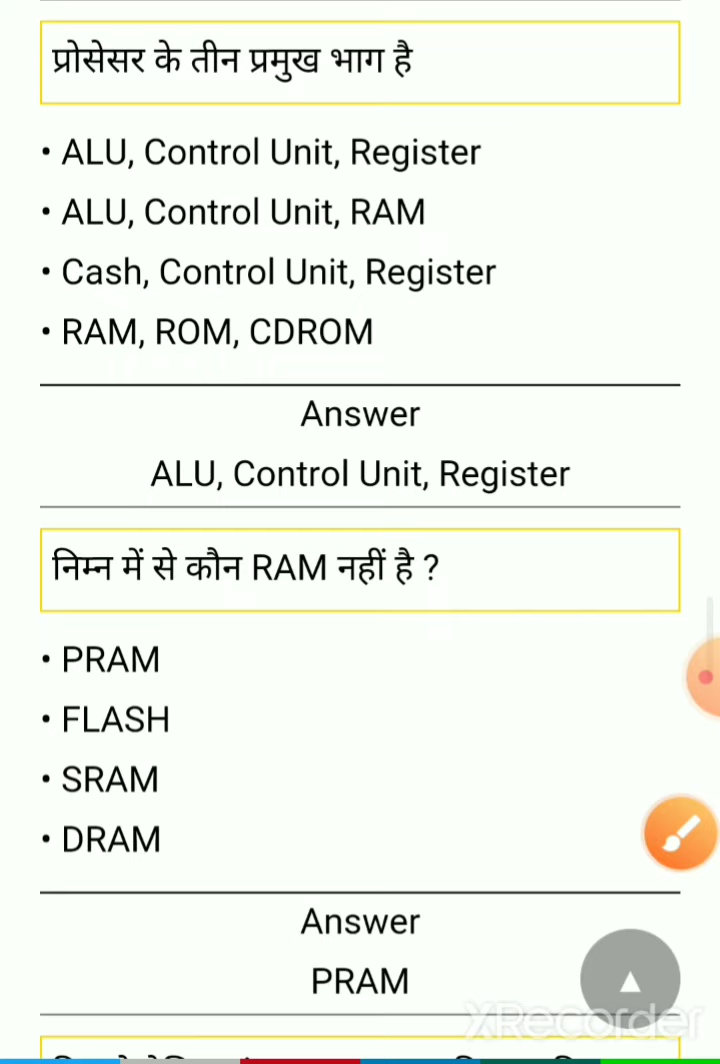 प्रोसेसर के तीन प्रमुख भाग है
• ALU, Control Unit, Register
• ALU, Control Unit, RAM
• Cash, Control Unit, Register
• RAM, ROM, CDROM
Answer
ALU, Control Unit, Register
निम्न में से कौन RAM नहीं है ?
• PRAM
• FLASH
• SRAM
• DRAM
Answer
PRAM
XRecorder